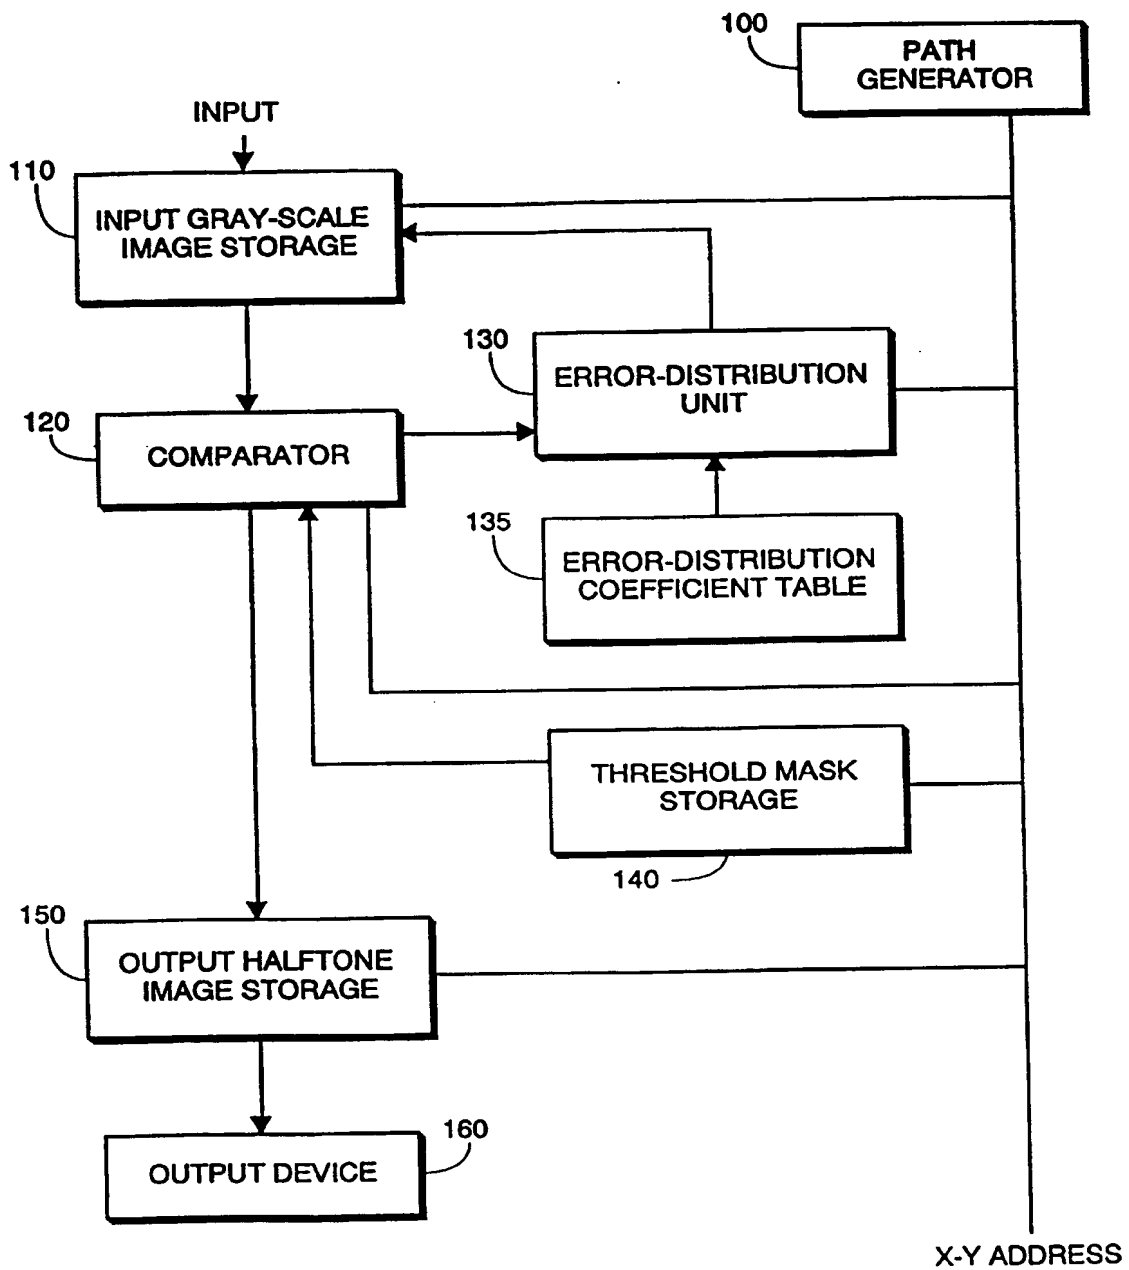 100
PATH
GENERATOR
INPUT
110
INPUT GRAY-SCALE
IMAGE STORAGE
130
ERROR-DISTRIBUTION
UNIT
120
COMPARATOR
135
ERROR-DISTRIBUTION
COEFFICIENT TABLE
THRESHOLD MASK
STORAGE
140
150
OUTPUT HALFTONE
IMAGE STORAGE
160
OUTPUT DEVICE
X-Y ADDRESS